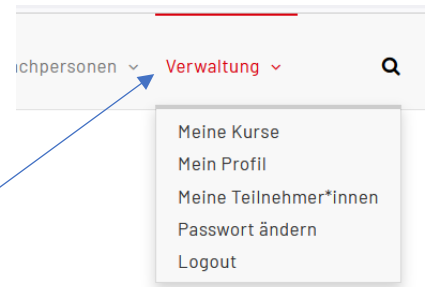 chpersonen Verwaltung
Meine Kurse
Mein Profil
Meine Teilnehmer*innen
Passwort ändern
Logout